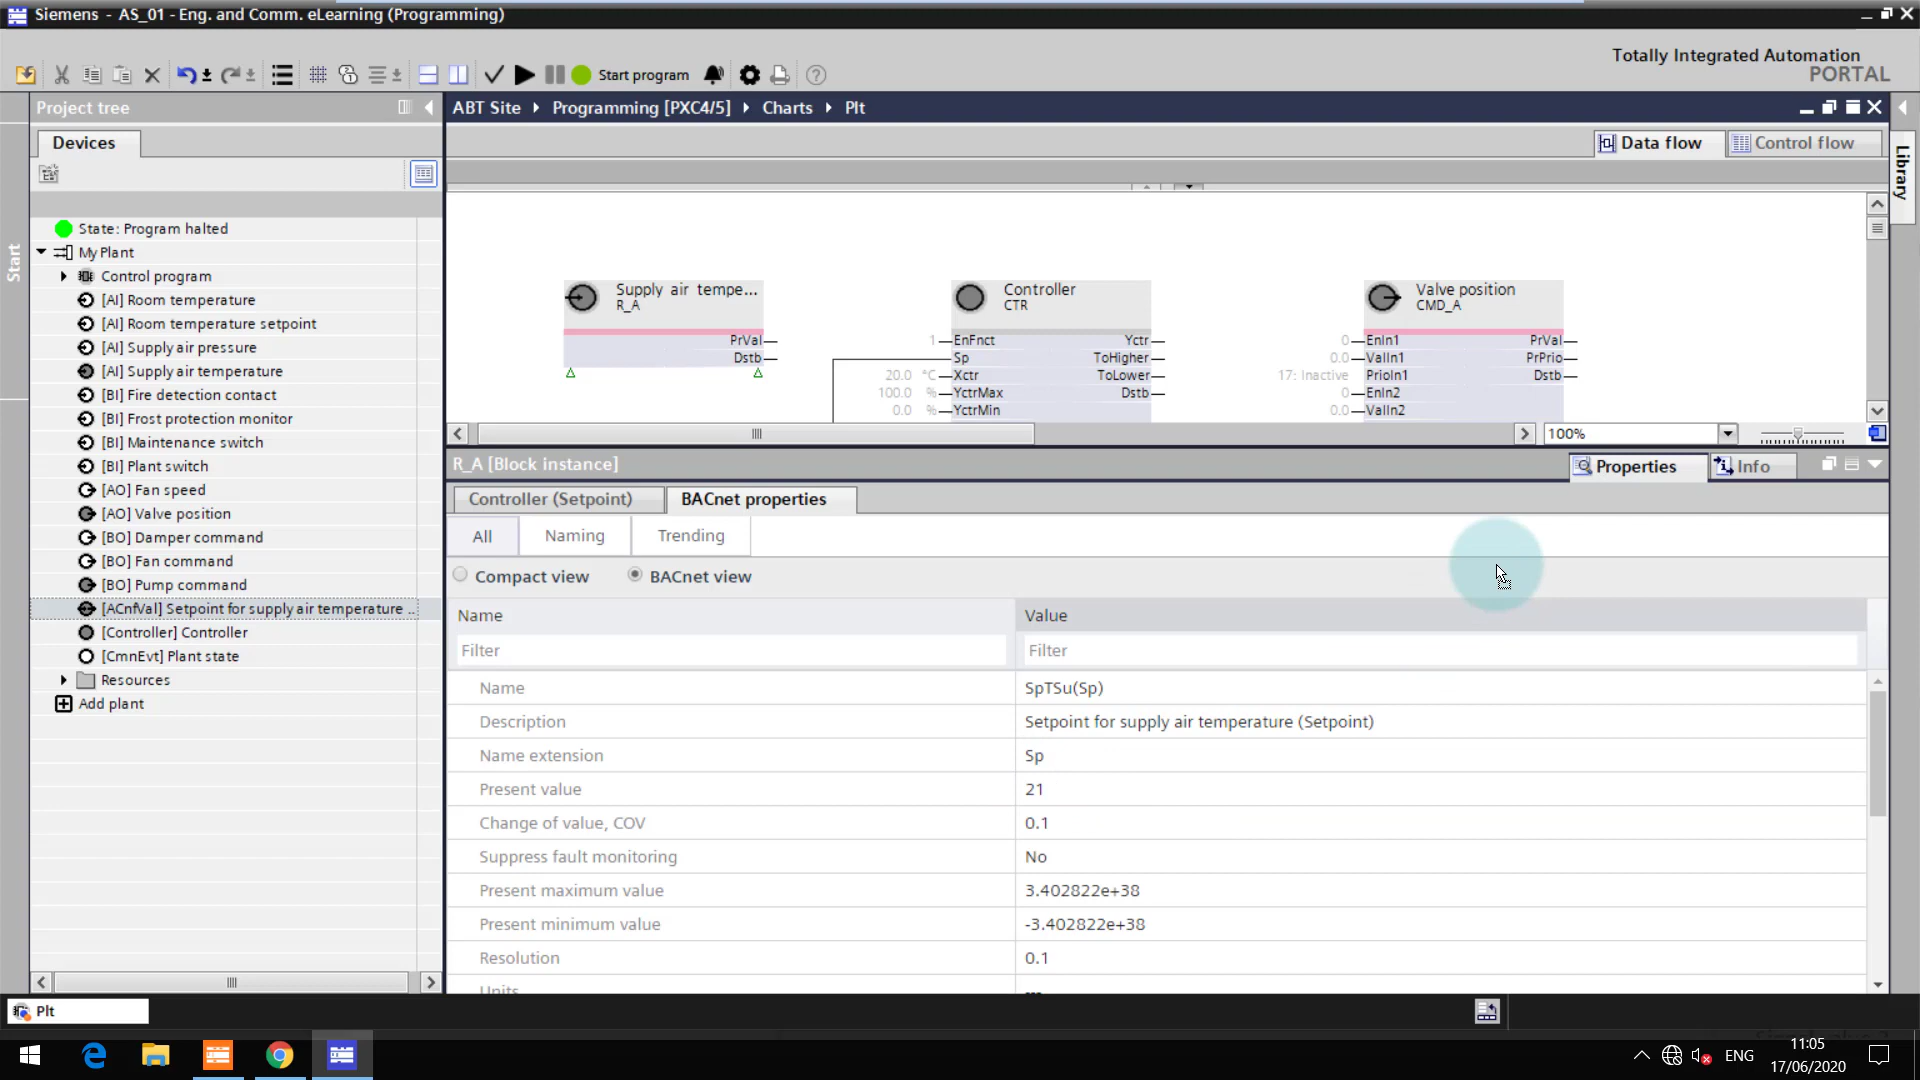 Siemens - AS_01 - Eng. and Comm. eLearning (Programming)
Totally Integrated Automation
PORTAL
Start program
Project tree
ABT Site Programming [PXC4/5] Charts Plt
Devices
Data flow
Control flow
Library
Start
State: Program halted
My Plant
Control program
[AI] Room temperature
[AI] Room temperature setpoint
[AI] Supply air pressure
[AI] Supply air temperature
[BI] Fire detection contact
[BI] Frost protection monitor
[BI] Maintenance switch
[BI] Plant switch
[AO] Fan speed
[AO] Valve position
[BO] Damper command
[BO] Fan command
[BO] Pump command
[ACnfVal] Setpoint for supply air temperature ..
[Controller] Controller
[CmnEvt] Plant state
Resources
Add plant
Supply air tempe...
R_A
PrVal
Dstb
Controller
CTR
1 EnFnct Yctr
Sp ToHigher
20.0 °C Xctr ToLower
100.0 % YctrMax Dstb
0.0 % YctrMin
Valve position
CMD_A
0 EnIn1 PrVal
0.0 ValIn1 PrPrio
17: Inactive PrioIn1 Dstb
0 EnIn2
0.0 ValIn2
100%
R_A [Block instance]
Properties
Info
Controller (Setpoint)
BACnet properties
All
Naming
Trending
Compact view
BACnet view
Name Value
Filter Filter
Name SpTSu(Sp)
Description Setpoint for supply air temperature (Setpoint)
Name extension Sp
Present value 21
Change of value, COV 0.1
Suppress fault monitoring No
Present maximum value 3.402822e+38
Present minimum value -3.402822e+38
Resolution 0.1
Units
Plt
ENG
11:05
17/06/2020